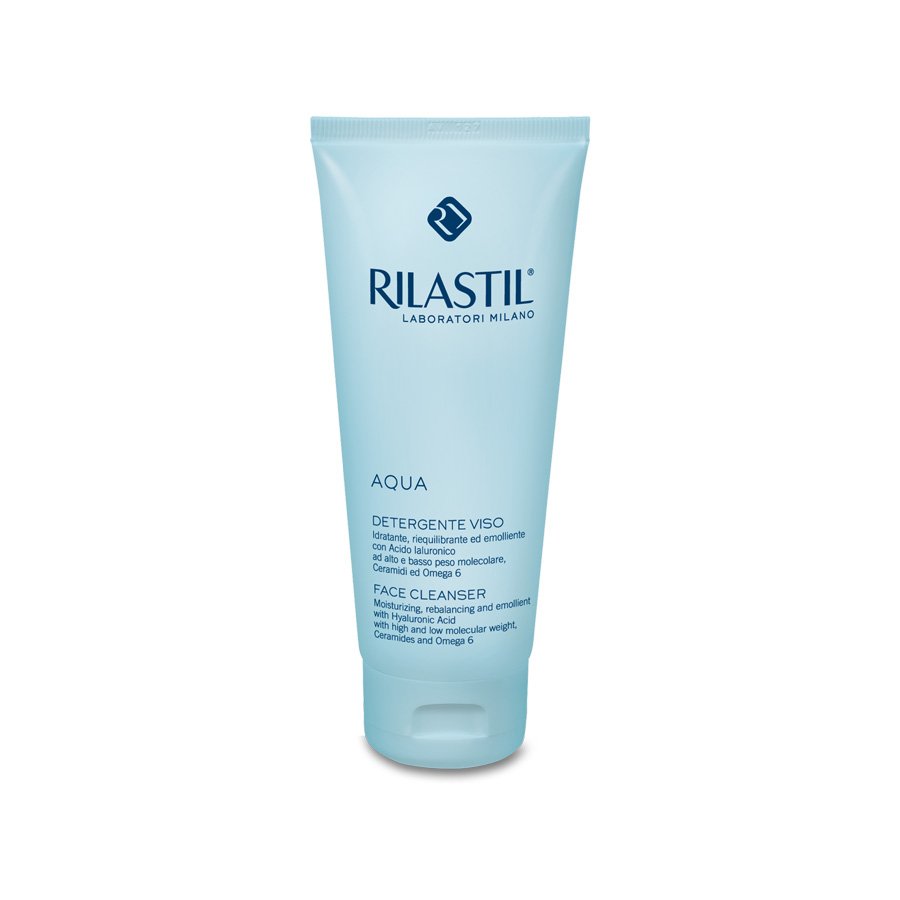 RILASTIL®
LABORATORI MILANO
AQUA
DETERGENTE VISO
Idratante, riequilibrante ed emolliente
con Acido Ialuronico
ad alto e basso peso molecolare,
Ceramidi ed Omega 6
FACE CLEANSER
Moisturizing, rebalancing and emollient
with Hyaluronic Acid
with high and low molecular weight,
Ceramides and Omega 6